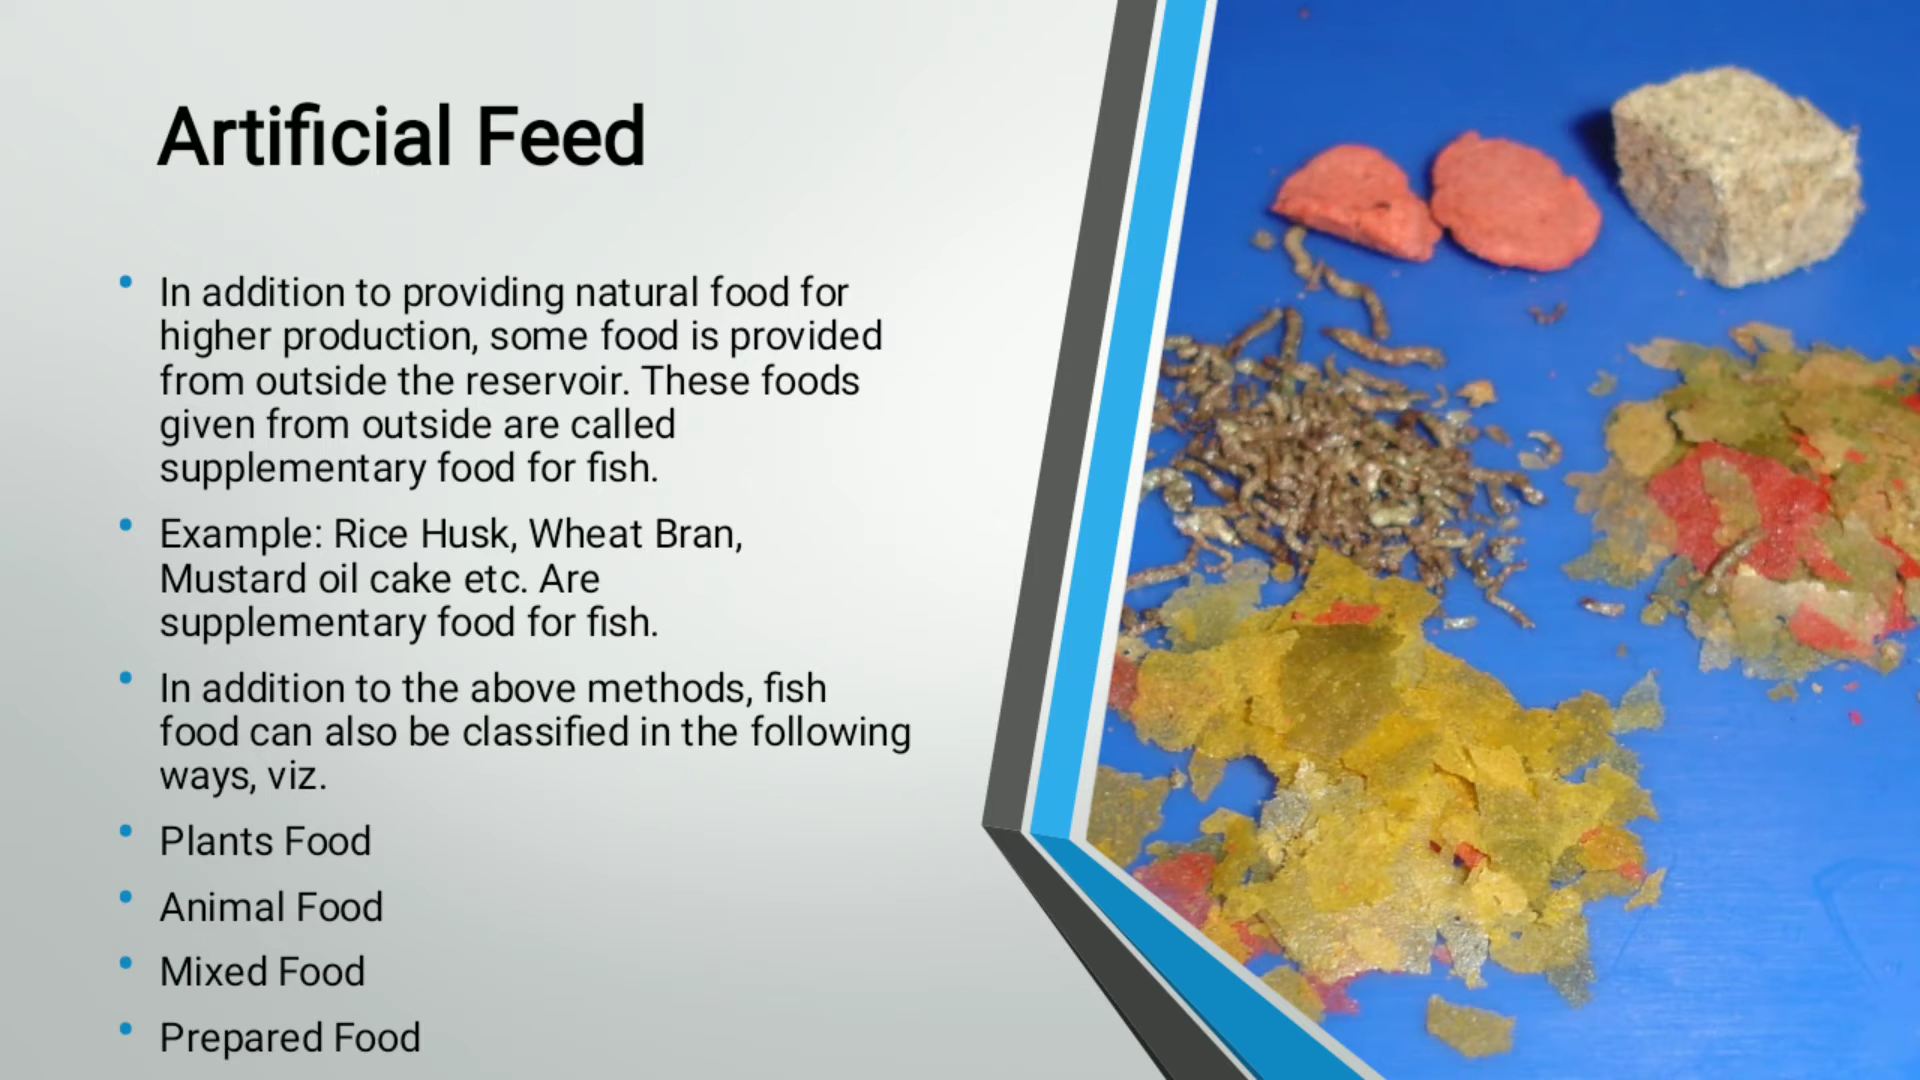 Artificial Feed
• In addition to providing natural food for
higher production, some food is provided
from outside the reservoir. These foods
given from outside are called
supplementary food for fish.
• Example: Rice Husk, Wheat Bran,
Mustard oil cake etc. Are
supplementary food for fish.
• In addition to the above methods, fish
food can also be classified in the following
ways, viz.
• Plants Food
• Animal Food
• Mixed Food
• Prepared Food